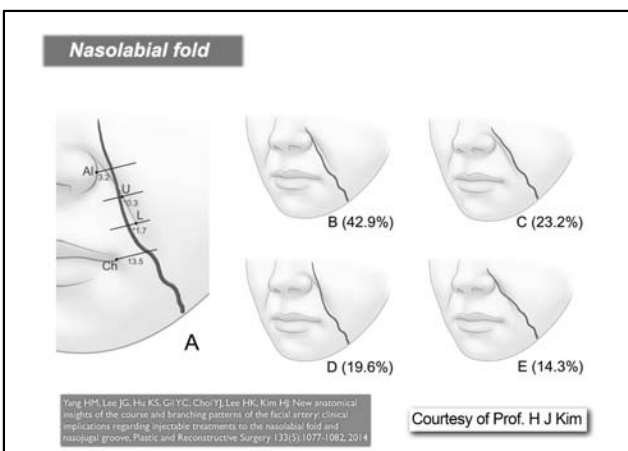 Nasolabial fold
Al
3.2
U
*0.3
L
*1.7
Ch
13.5
A
B (42.9%)
C (23.2%)
D (19.6%)
E (14.3%)
Yang HM, Lee JG, Hu KS, Gil YC, Choi YJ, Lee HK, Kim HJ: New anatomical
insights of the course and branching patterns of the facial artery: clinical
implications regarding injectable treatments to the nasolabial fold and
nasojugal groove, Plastic and Reconstructive Surgery 133(5):1077-1082, 2014
Courtesy of Prof. H J Kim